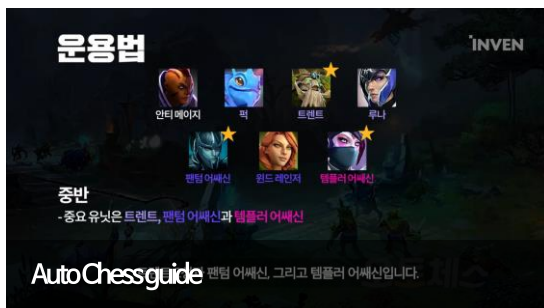 운용법
INVEN
안티 메이지
퍽
트렌트
루나
팬텀 어쌔신
윈드 레인저
템플러 어쌔신
중반
- 중요 유닛은 트렌트, 팬텀 어쌔신과 템플러 어쌔신
팬텀 어쌔신, 그리고 템플러 어쌔신입니다.
Auto Chess guide